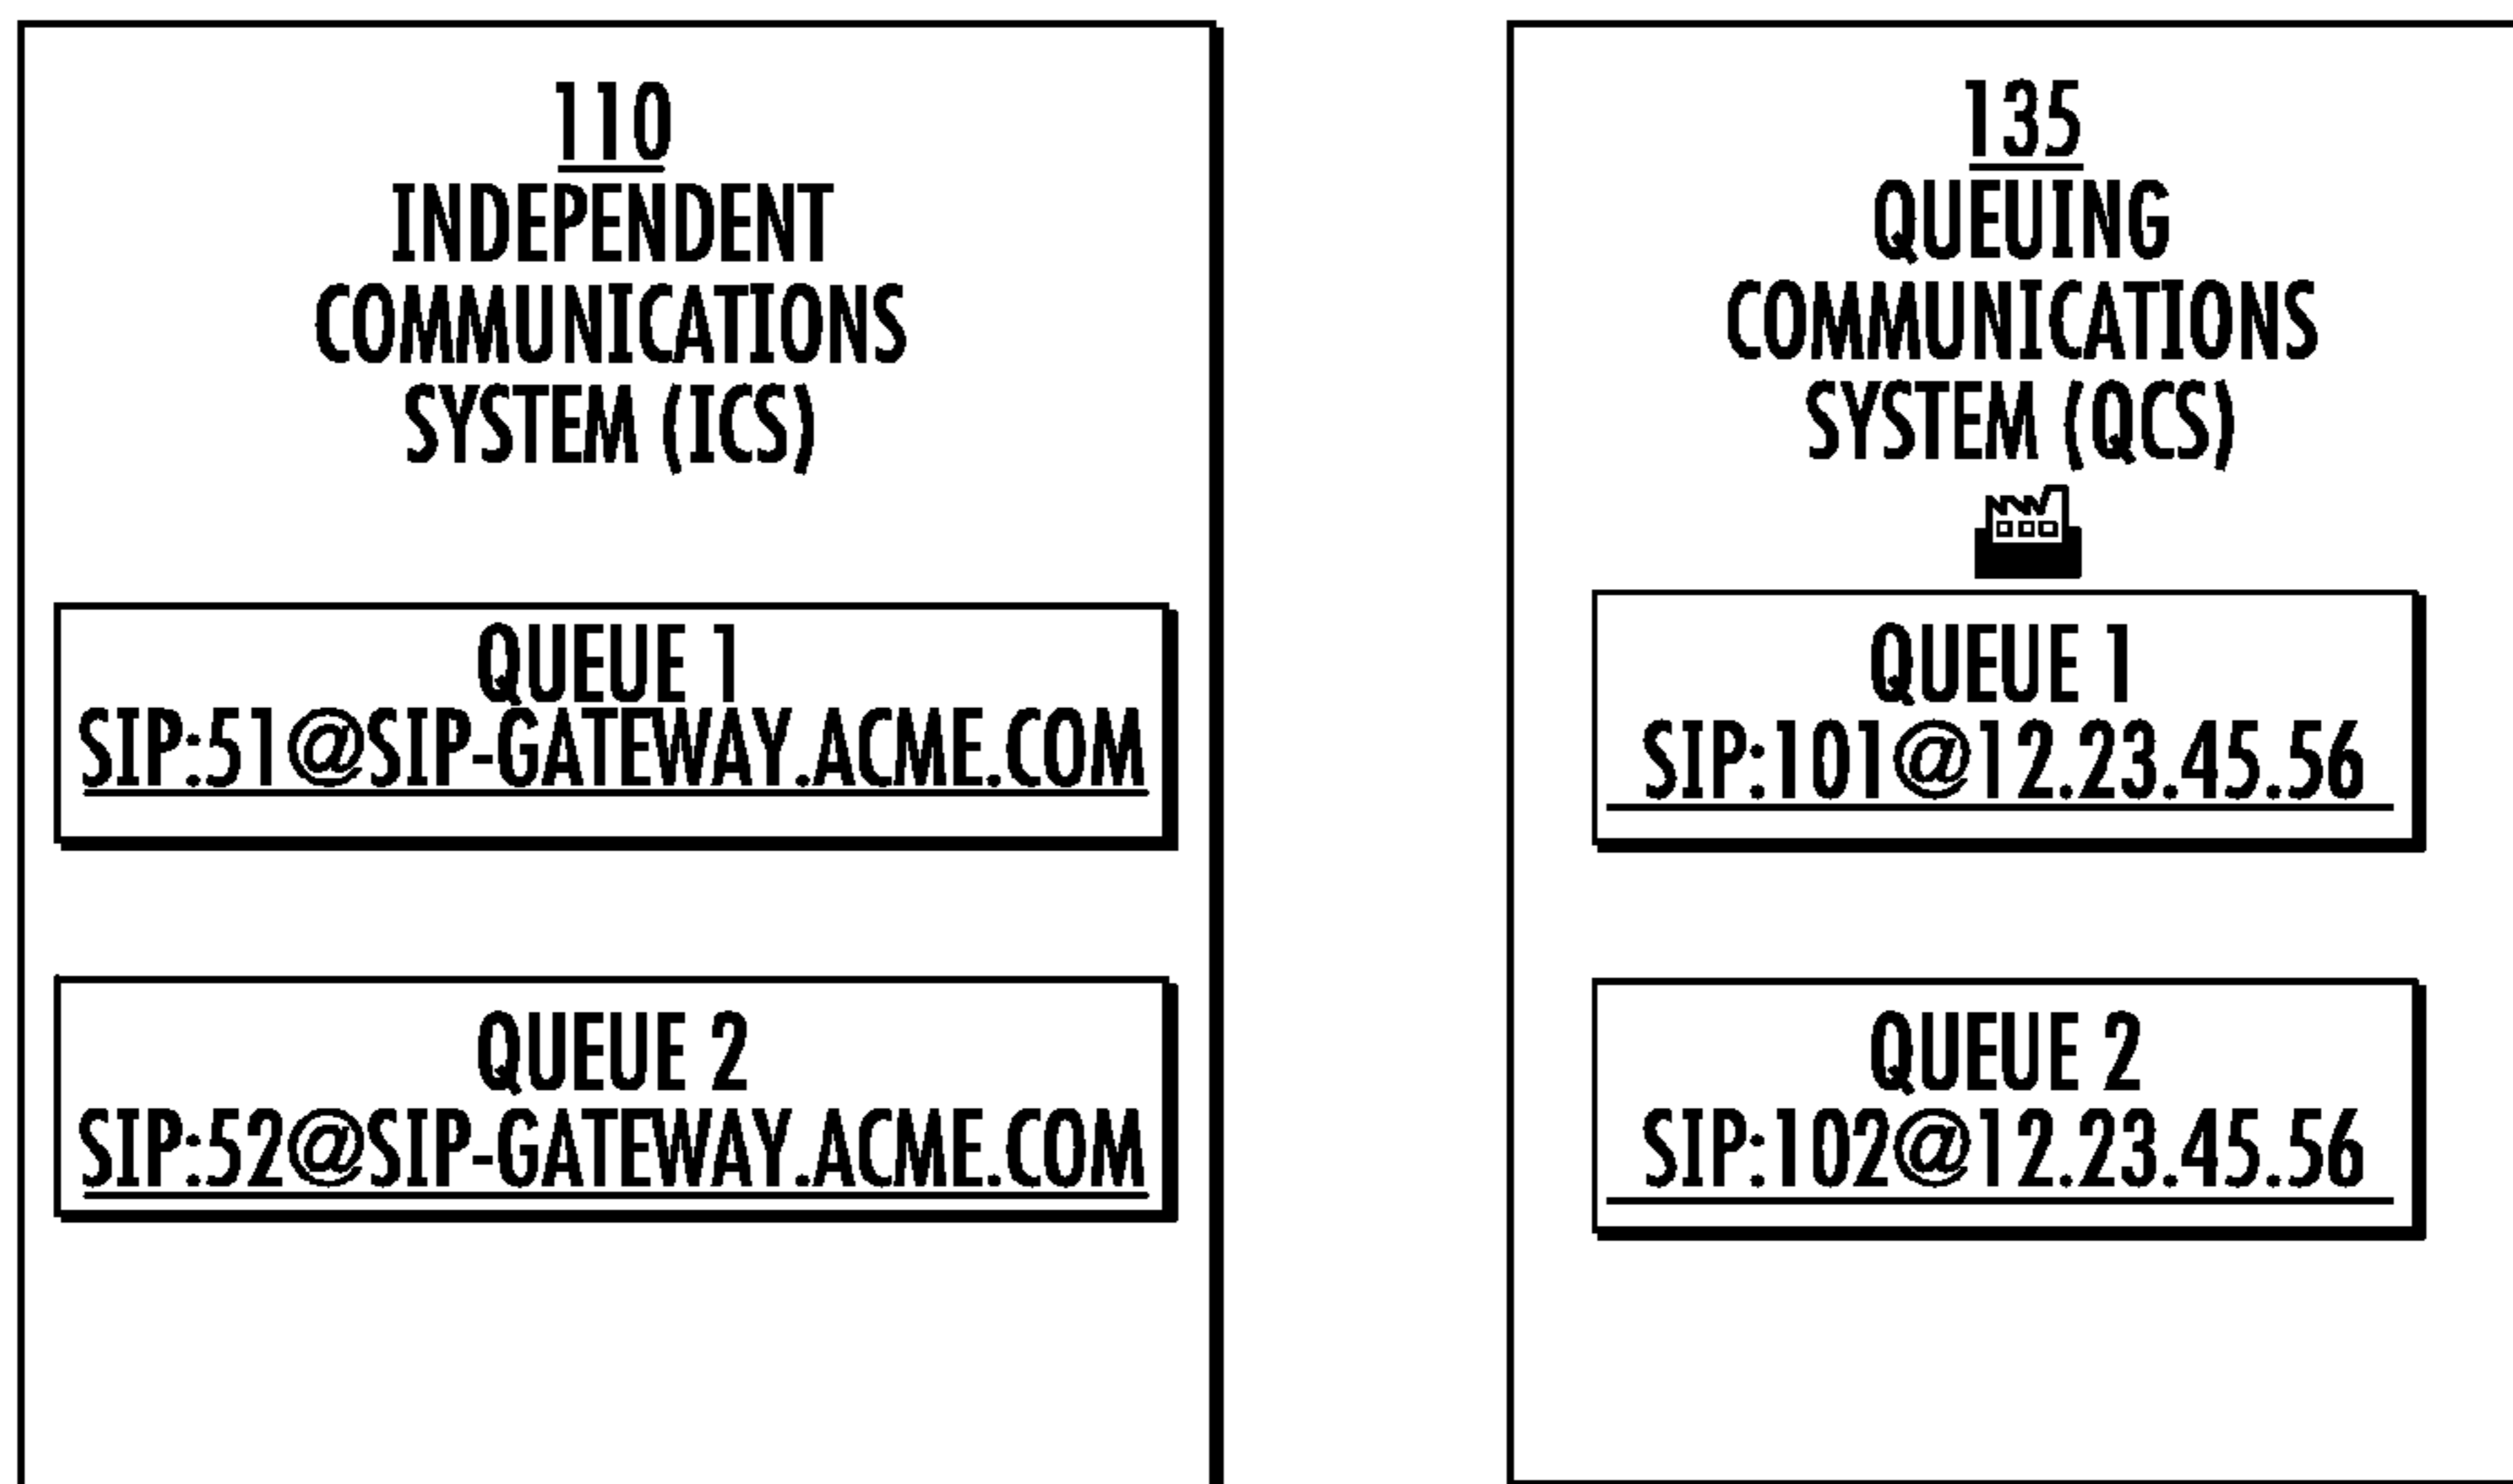 110
INDEPENDENT
COMMUNICATIONS
SYSTEM (ICS)
QUEUE 1
SIP:51@SIP-GATEWAY.ACME.COM
QUEUE 2
SIP:52@SIP-GATEWAY.ACME.COM
135
QUEUING
COMMUNICATIONS
SYSTEM (QCS)
QUEUE 1
SIP:101@12.23.45.56
QUEUE 2
SIP:102@12.23.45.56